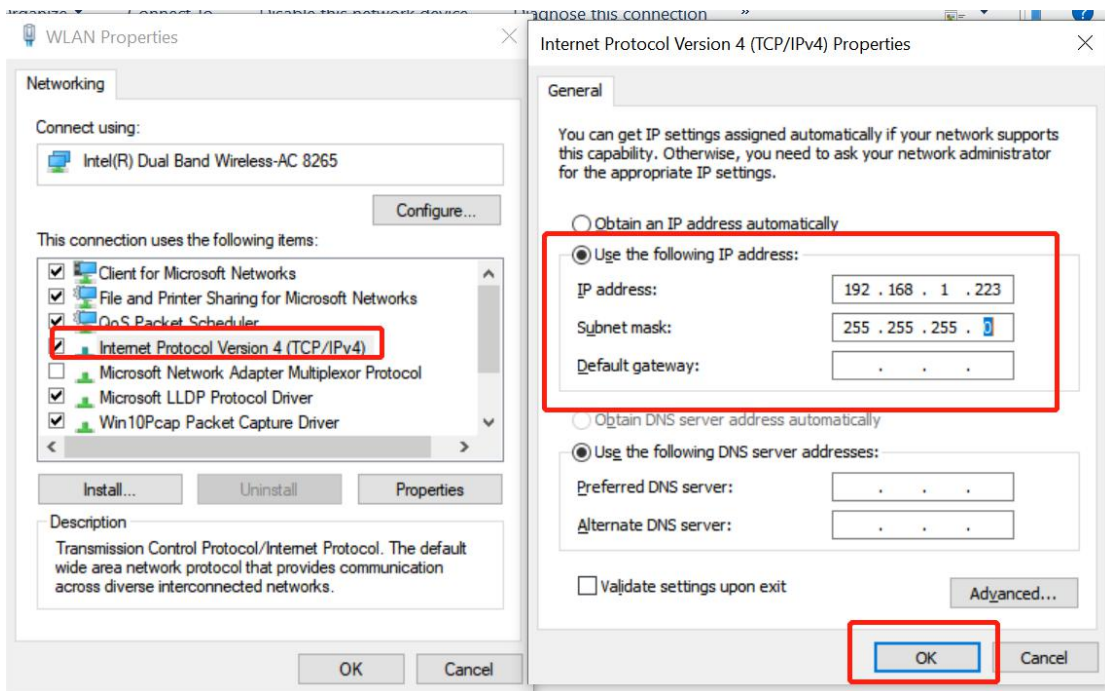 Diagnose this connection »
WLAN Properties
Networking
Connect using:
Intel(R) Dual Band Wireless-AC 8265
Configure...
This connection uses the following items:
Client for Microsoft Networks
File and Printer Sharing for Microsoft Networks
QoS Packet Scheduler
Internet Protocol Version 4 (TCP/IPv4)
Microsoft Network Adapter Multiplexor Protocol
Microsoft LLDP Protocol Driver
Win10Pcap Packet Capture Driver
Install...
Uninstall
Properties
Description
Transmission Control Protocol/Internet Protocol. The default
wide area network protocol that provides communication
across diverse interconnected networks.
OK
Cancel
Internet Protocol Version 4 (TCP/IPv4) Properties
General
You can get IP settings assigned automatically if your network supports
this capability. Otherwise, you need to ask your network administrator
for the appropriate IP settings.
Obtain an IP address automatically
Use the following IP address:
IP address:
192 . 168 . 1 . 223
Subnet mask:
255 . 255 . 255 . 0
Default gateway:
. . .
Obtain DNS server address automatically
Use the following DNS server addresses:
Preferred DNS server:
. . .
Alternate DNS server:
. . .
Validate settings upon exit
Advanced...
OK
Cancel